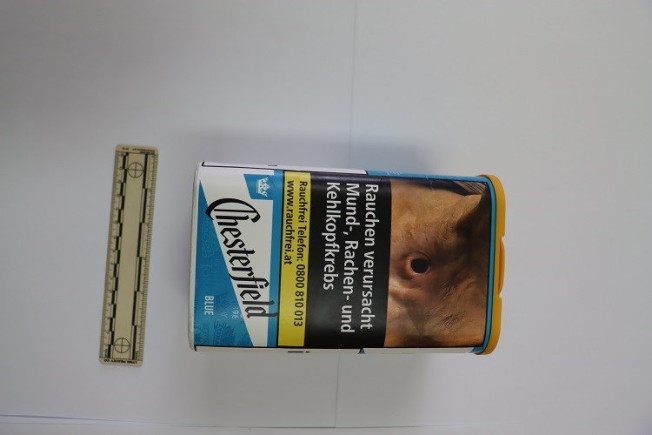 Rauchen verursacht
Mund-, Rachen- und
Kehlkopfkrebs
Rauchfrei Telefon: 0800 810 013
www.rauchfrei.at
Chesterfield
BLUE